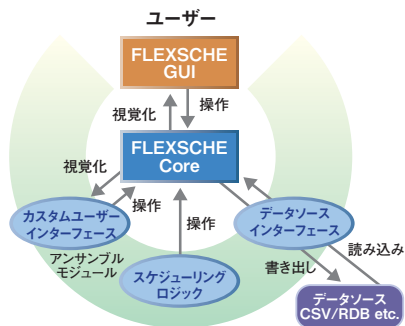 ユーザー
FLEXSCHE
GUI
視覚化
操作
FLEXSCHE
Core
視覚化
操作
操作
カスタムユーザー
インターフェース
データソース
インターフェース
アンサンブル
モジュール
スケジューリング
ロジック
書き出し
読み込み
データソース
CSV/RDB etc.